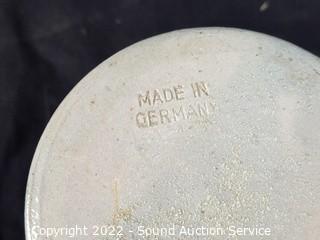 MADE IN
GERMANY
Copyright 2022 - Sound Auction Service